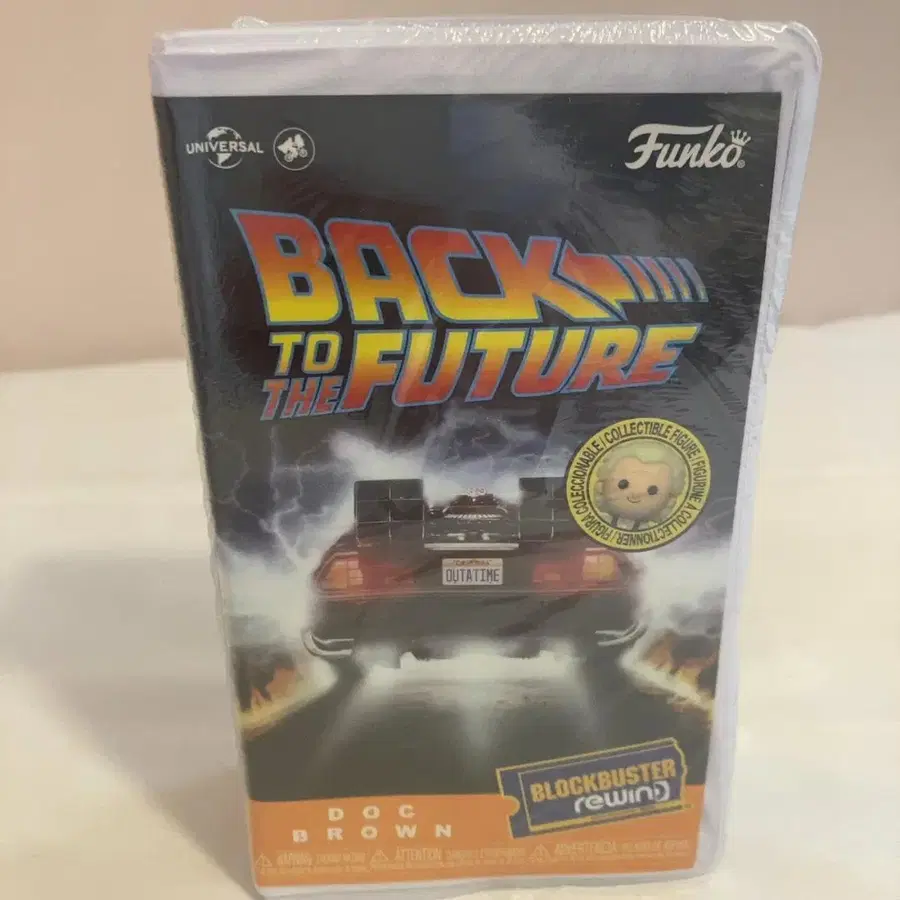 UNIVERSAL
Funko
BACK
TO
THE FUTURE
FIGURA COLECCIONABLE / COLLECTIBLE FIGURE / FIGURINE À COLLECTIONNER /
OUTATIME
BLOCKBUSTER
rewind
DOC
BROWN
WARNING ATTENTION ADVERTENCIA